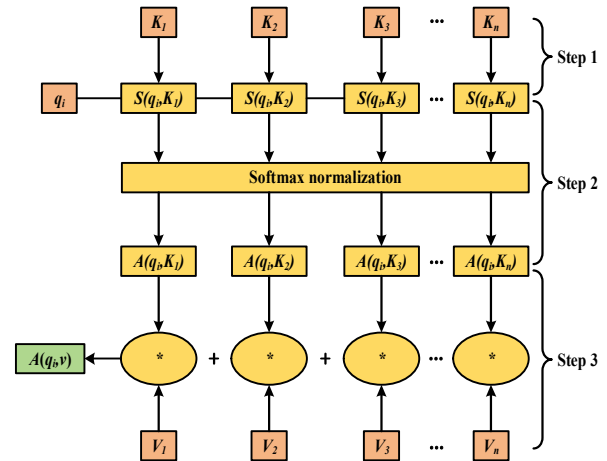 K1 K2 K3 ... Kn
Step 1
qi S(qi,K1) S(qi,K2) S(qi,K3) ... S(qi,Kn)
Softmax normalization
Step 2
A(qi,K1) A(qi,K2) A(qi,K3) ... A(qi,Kn)
A(qi,v) * + * + * ... *
Step 3
V1 V2 V3 ... Vn